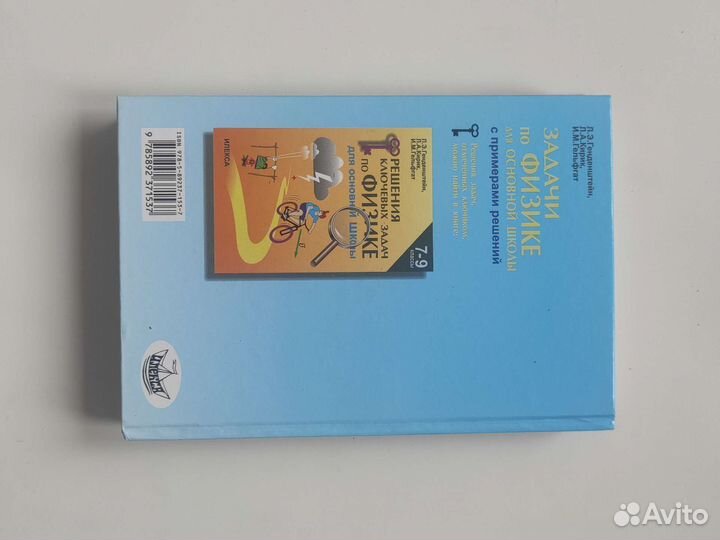 Л.Э.Генденштейн,
Л.А.Кирик,
И.М.Гельфгат
ЗАДАЧИ
ПО ФИЗИКЕ
ДЛЯ ОСНОВНОЙ ШКОЛЫ
с примерами решений
Решения задач,
отмеченных ключиком,
можно найти в книге:
Л.Э.Генденштейн,
Л.А.Кирик,
И.М.Гельфгат
РЕШЕНИЯ
КЛЮЧЕВЫХ ЗАДАЧ
ПО ФИЗИКЕ
ДЛЯ ОСНОВНОЙ ШКОЛЫ
7-9
классы
ИЛЕКСА
ISBN 978-5-89237-153-7
9 785892 371537
ИЛЕКСА
Avito